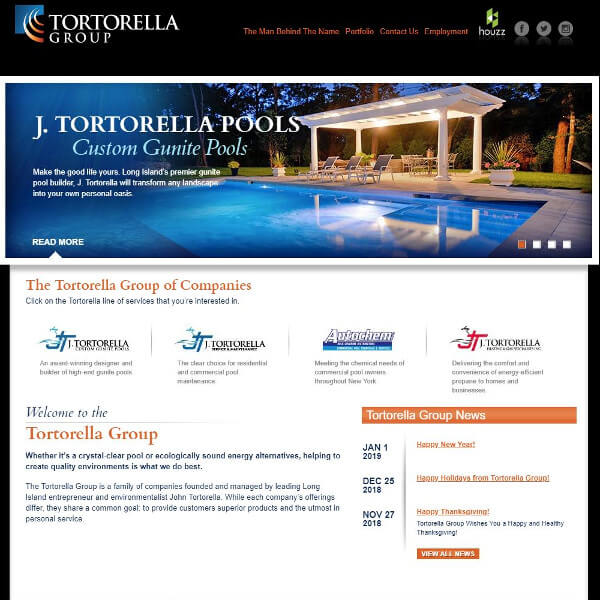 TORTORELLA
GROUP
The Man Behind The Name Portfolio Contact Us Employment
houzz
J. TORTORELLA POOLS
Custom Gunite Pools
Make the good life yours. Long Island's premier gunite
pool builder, J. Tortorella will transform any landscape
into your own personal oasis.
READ MORE
The Tortorella Group of Companies
Click on the Tortorella line of services that you're interested in.
J. TORTORELLA
CUSTOM GUNITE POOLS
An award-winning designer and
builder of high-end gunite pools
J. TORTORELLA
SERVICE & MAINTENANCE
The clear choice for residential
and commercial pool
maintenance.
Autochem
Meeting the chemical needs of
commercial pool owners
throughout New York.
J. TORTORELLA
Delivering the comfort and
convenience of energy-efficient
propane to homes and
businesses.
Welcome to the
Tortorella Group
Whether it's a crystal-clear pool or ecologically sound energy alternatives, helping to
create quality environments is what we do best.
The Tortorella Group is a family of companies founded and managed by leading Long
Island entrepreneur and environmentalist John Tortorella. While each company's offerings
differ, they share a common goal: to provide customers superior products and the utmost in
personal service.
Tortorella Group News
JAN 1
2019
Happy New Year!
DEC 25
2018
Happy Holidays from Tortorella Group!
NOV 27
2018
Happy Thanksgiving!
Tortorella Group Wishes You a Happy and Healthy
Thanksgiving!
VIEW ALL NEWS